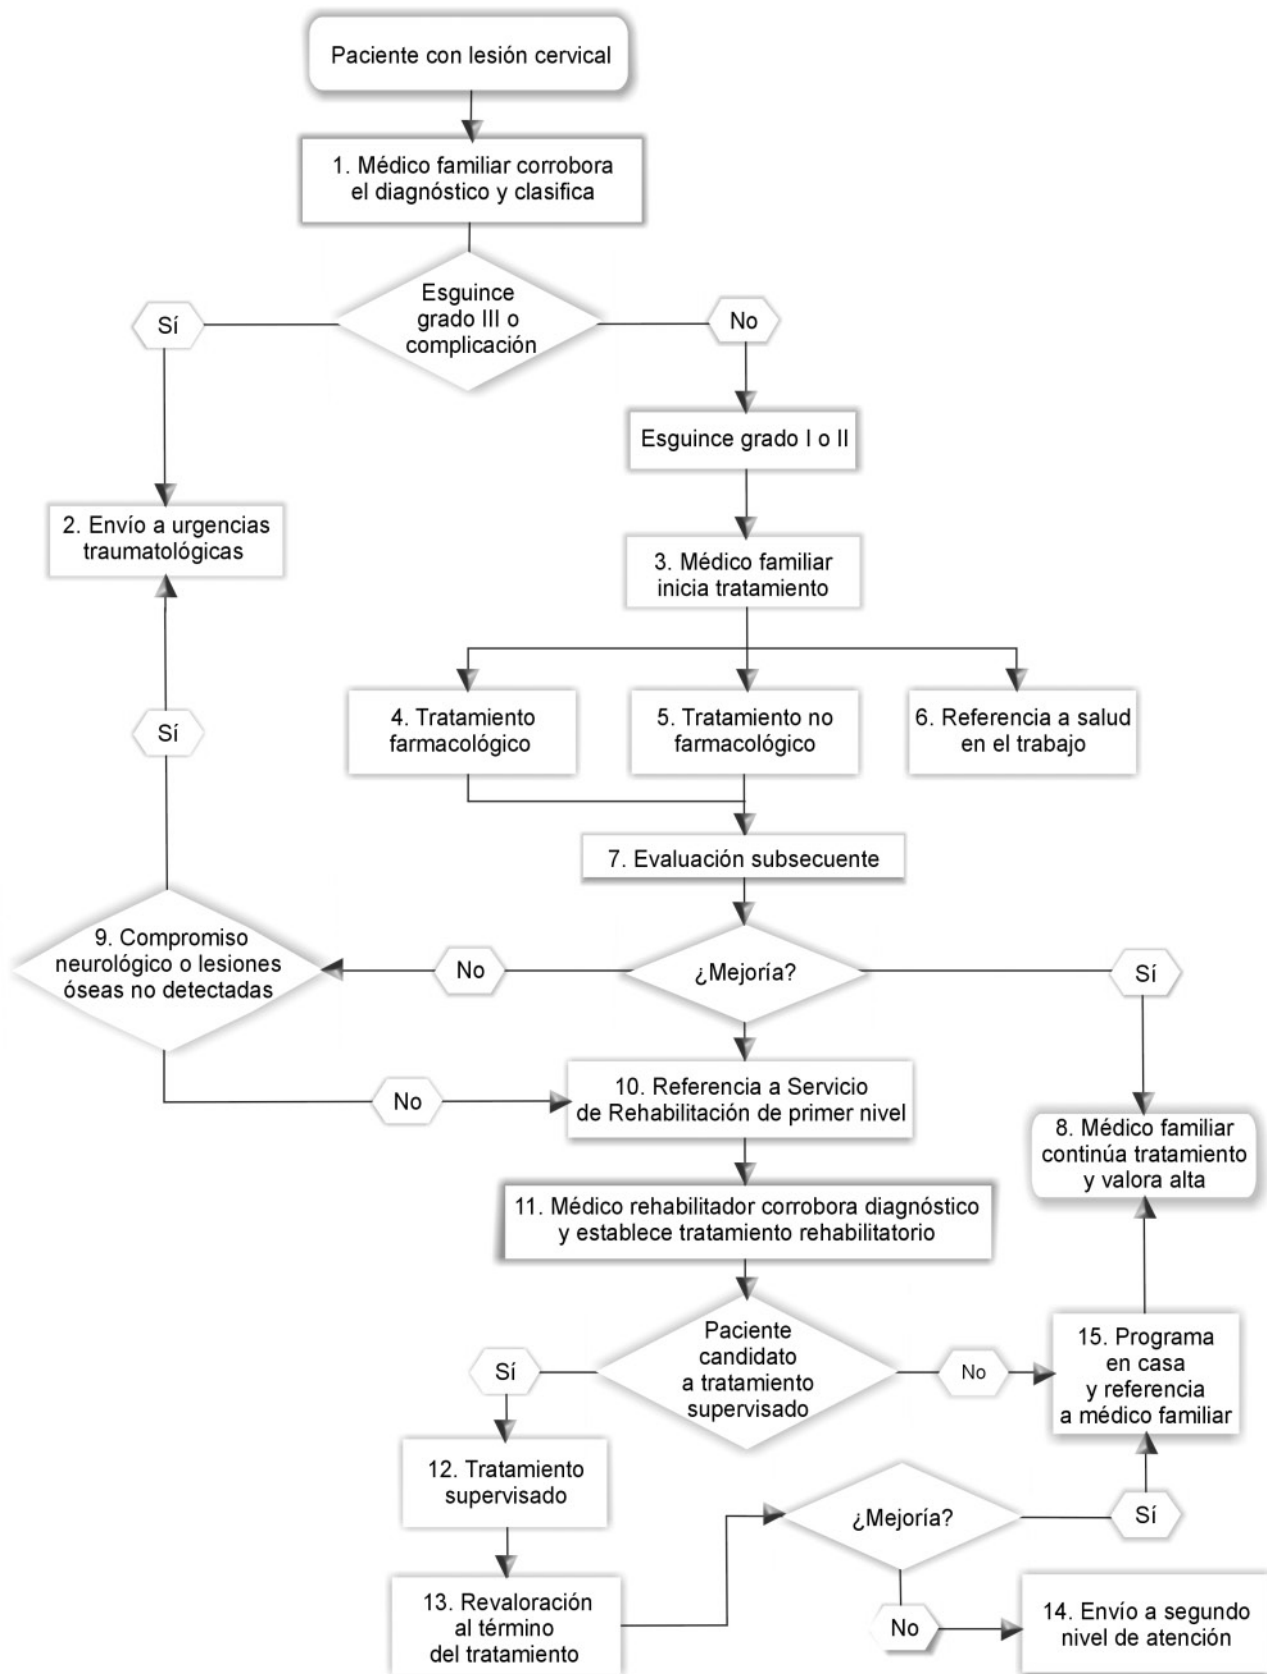 Paciente con lesión cervical
1. Médico familiar corrobora
el diagnóstico y clasifica
Esguince
grado III o
complicación
Sí
No
Esguince grado I o II
2. Envío a urgencias
traumatológicas
3. Médico familiar
inicia tratamiento
4. Tratamiento
farmacológico
5. Tratamiento no
farmacológico
6. Referencia a salud
en el trabajo
Sí
7. Evaluación subsecuente
9. Compromiso
neurológico o lesiones
óseas no detectadas
No
¿Mejoría?
Sí
No
10. Referencia a Servicio
de Rehabilitación de primer nivel
8. Médico familiar
continúa tratamiento
y valora alta
11. Médico rehabilitador corrobora diagnóstico
y establece tratamiento rehabilitatorio
Paciente
candidato
a tratamiento
supervisado
Sí
No
15. Programa
en casa
y referencia
a médico familiar
12. Tratamiento
supervisado
¿Mejoría?
Sí
13. Revaloración
al término
del tratamiento
No
14. Envío a segundo
nivel de atención